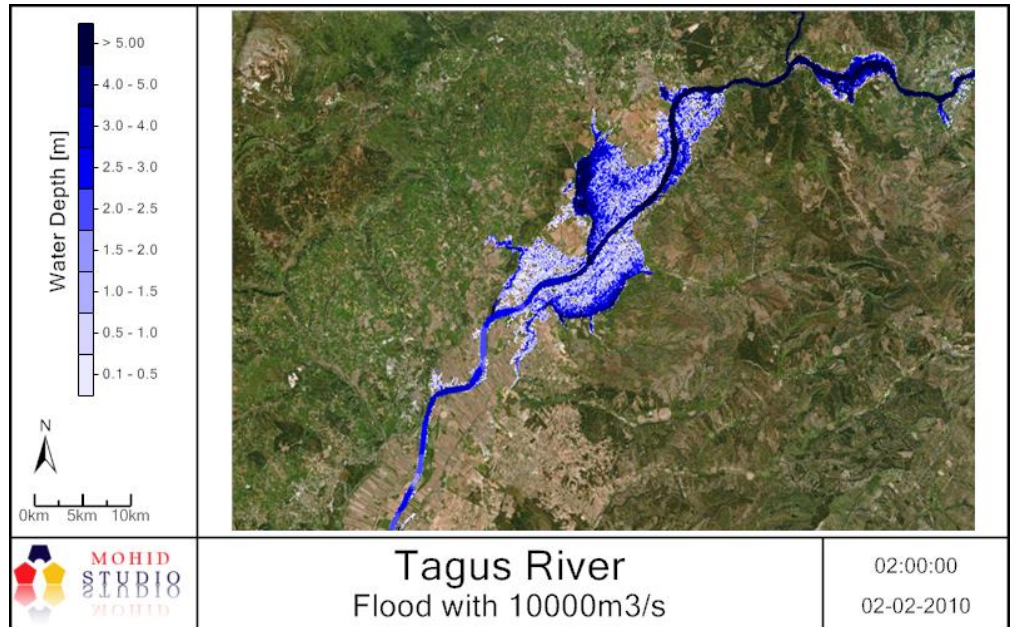 Water Depth [m]
> 5.00
4.0 - 5.0
3.0 - 4.0
2.5 - 3.0
2.0 - 2.5
1.5 - 2.0
1.0 - 1.5
0.5 - 1.0
0.1 - 0.5
N
0km 5km 10km
MOHID
STUDIO
Tagus River
Flood with 10000m3/s
02:00:00
02-02-2010